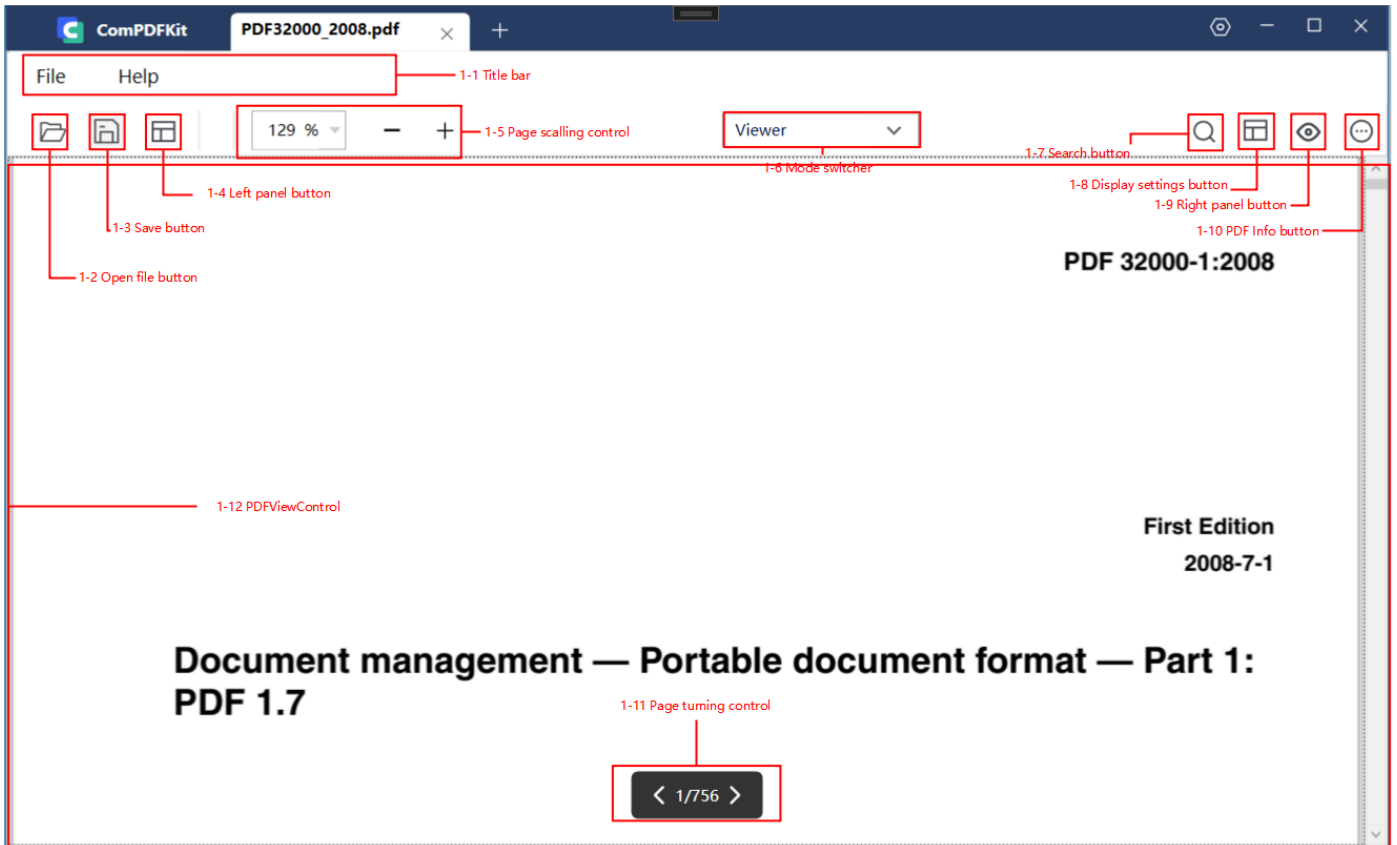 ComPDFKit PDF32000_2008.pdf
File Help
1-1 Title bar
129 %
1-5 Page scalling control
Viewer
1-7 Search button
1-6 Mode switcher
1-8 Display settings button
1-4 Left panel button
1-9 Right panel button
1-3 Save button
1-10 PDF Info button
PDF 32000-1:2008
1-2 Open file button
1-12 PDFViewControl
First Edition
2008-7-1
Document management — Portable document format — Part 1:
PDF 1.7
1-11 Page turning control
1/756